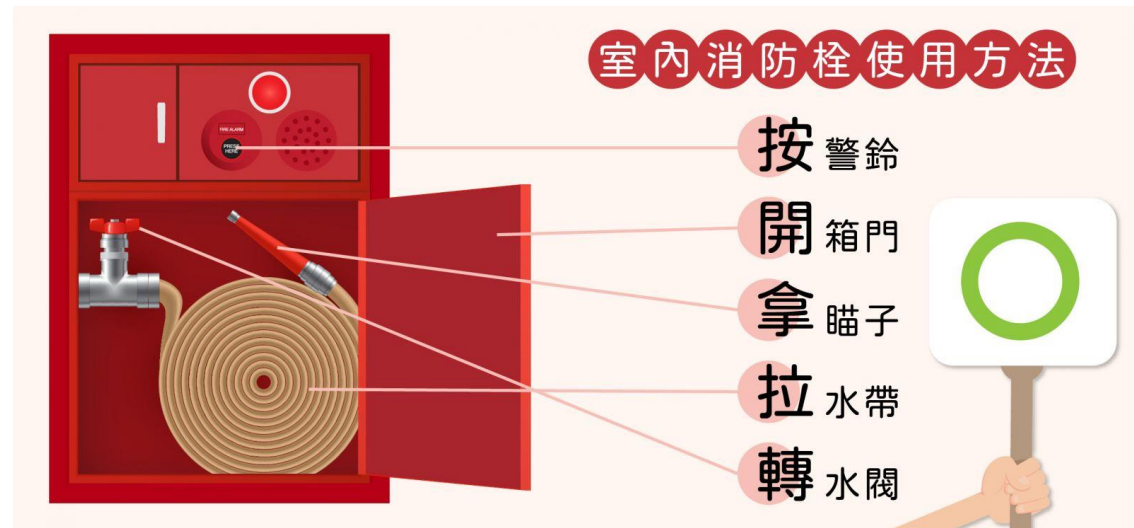 室內消防栓使用方法
FIRE ALARM
PRESS
HERE
按警鈴
開箱門
拿瞄子
拉水帶
轉水閥